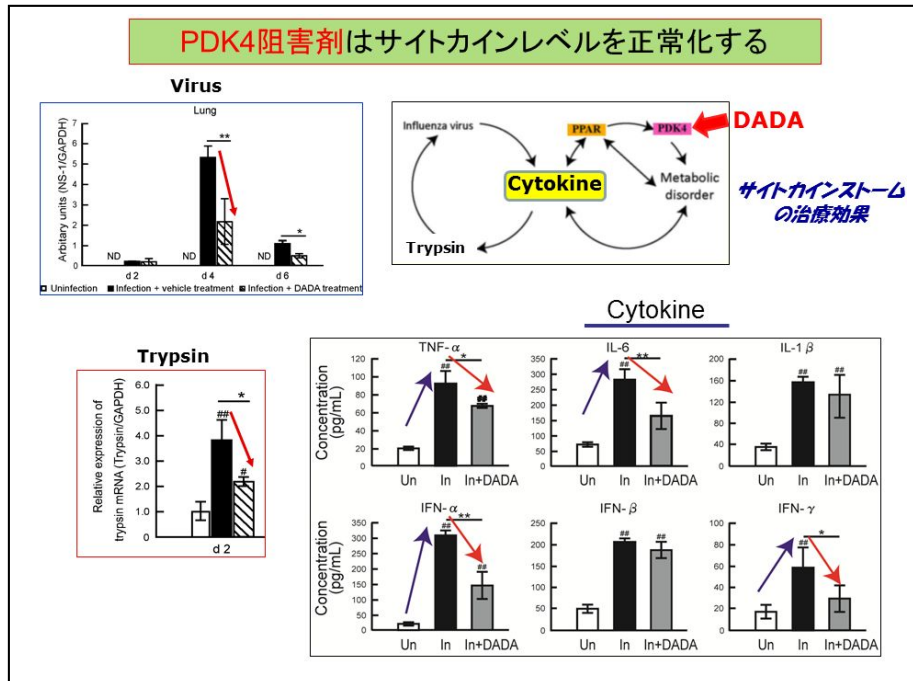 PDK4阻害剤はサイトカインレベルを正常化する
Virus
Lung
Arbitary units (NS-1/GAPDH)
7
6
5
4
3
2
1
0
ND
ND
**
ND
*
d 2
d 4
d 6
Uninfection
Infection + vehicle treatment
Infection + DADA treatment
Influenza virus
PPAR
PDK4
DADA
Cytokine
Metabolic
disorder
Trypsin
サイトカインストーム
の治療効果
Trypsin
Relative expression of
trypsin mRNA (Trypsin/GAPDH)
6.0
5.0
4.0
3.0
2.0
1.0
0
*
##
#
d 2
Cytokine
TNF-α
Concentration
(pg/mL)
120
100
80
60
40
20
0
*
##
##
Un
In
In+DADA
IL-6
350
300
250
200
150
100
50
0
**
##
Un
In
In+DADA
IL-1β
200
160
120
80
40
0
##
##
Un
In
In+DADA
IFN-α
Concentration
(pg/mL)
350
300
250
200
150
100
50
0
**
##
##
Un
In
In+DADA
IFN-β
250
200
150
100
50
0
##
##
Un
In
In+DADA
IFN-γ
100
80
60
40
20
0
*
##
Un
In
In+DADA